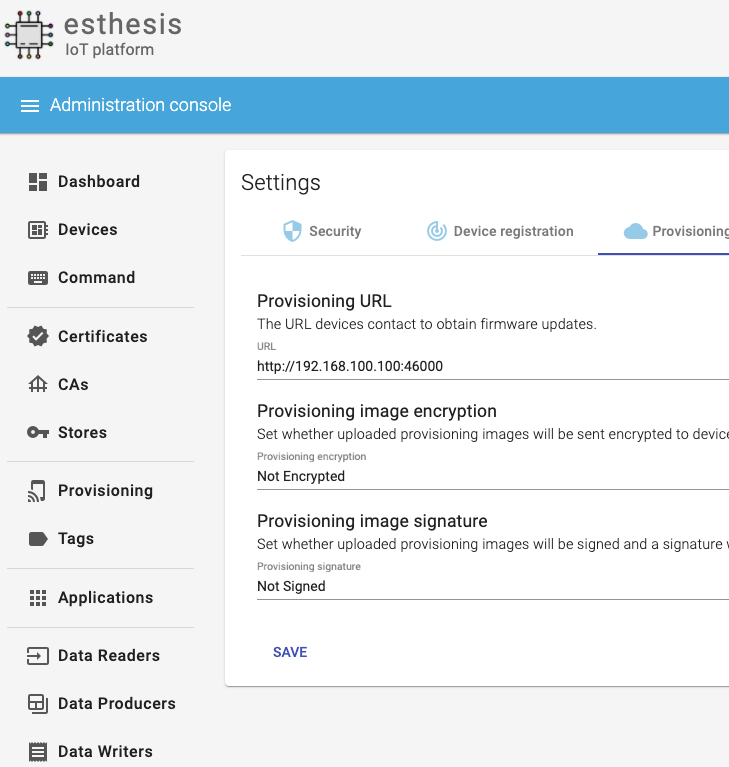 esthesis
IoT platform
Administration console
Dashboard
Devices
Command
Certificates
CAs
Stores
Provisioning
Tags
Applications
Data Readers
Data Producers
Data Writers
Settings
Security
Device registration
Provisioning
Provisioning URL
The URL devices contact to obtain firmware updates.
URL
http://192.168.100.100:46000
Provisioning image encryption
Set whether uploaded provisioning images will be sent encrypted to device
Provisioning encryption
Not Encrypted
Provisioning image signature
Set whether uploaded provisioning images will be signed and a signature
Provisioning signature
Not Signed
SAVE